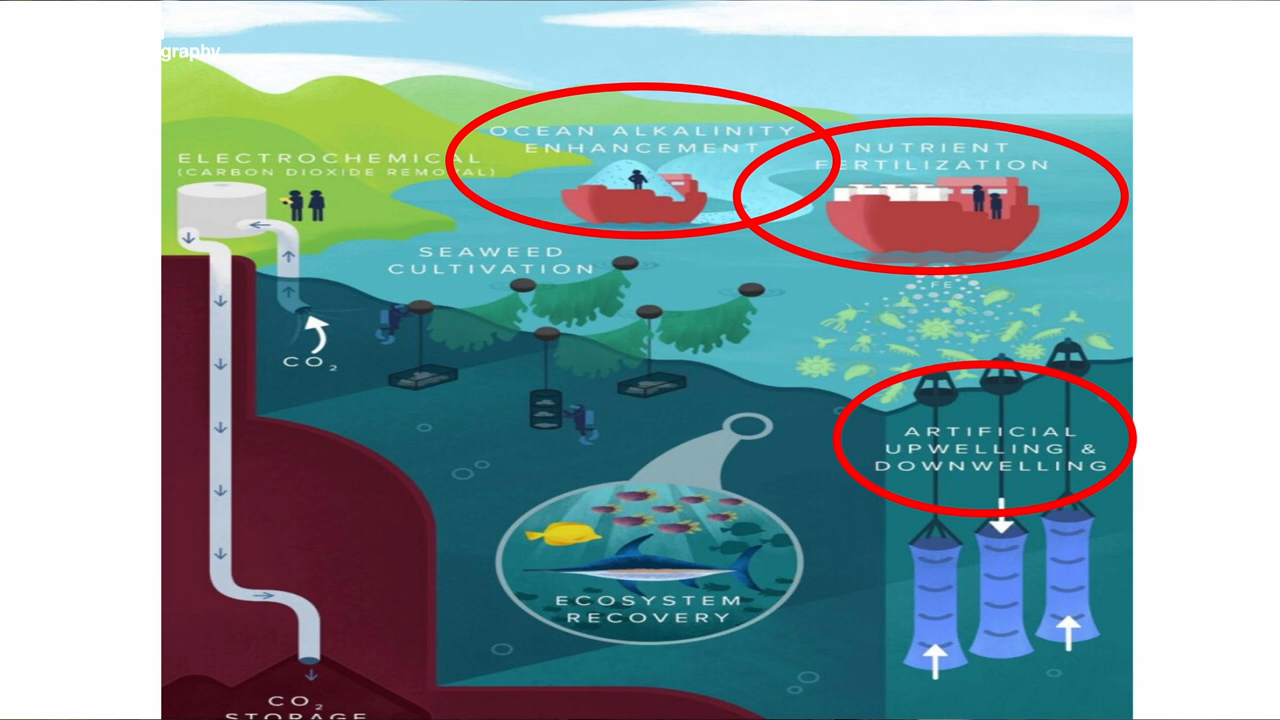 graphy
OCEAN ALKALINITY
ENHANCEMENT
NUTRIENT
FERTILIZATION
ELECTROCHEMICAL
(CARBON DIOXIDE REMOVAL)
SEAWEED
CULTIVATION
FE
CO₂
ARTIFICIAL
UPWELLING &
DOWNWELLING
ECOSYSTEM
RECOVERY
CO₂
STORAGE